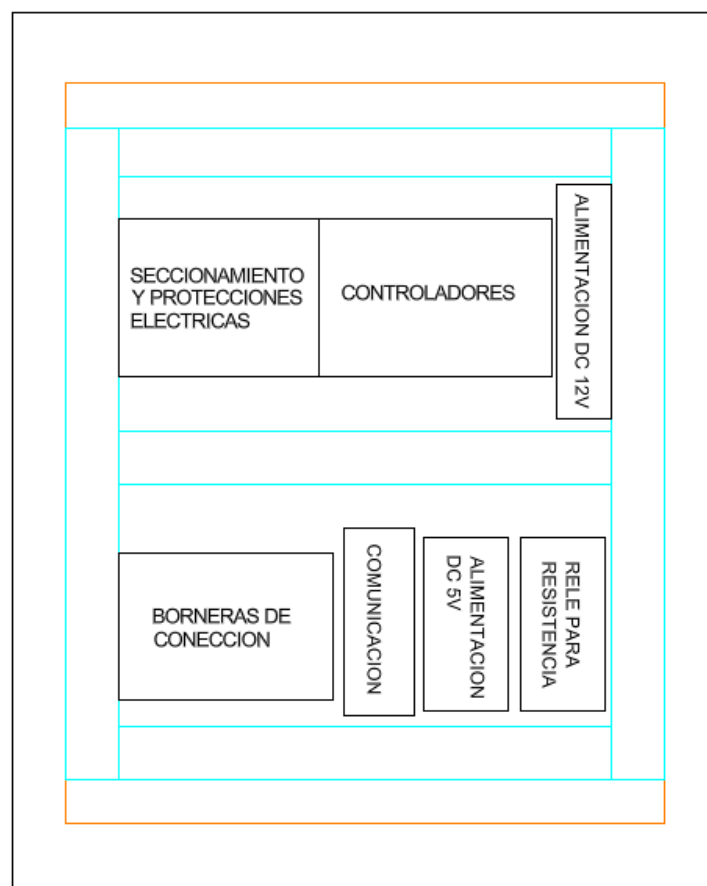 SECCIONAMIENTO
Y PROTECCIONES
ELECTRICAS
CONTROLADORES
ALIMENTACION DC 12V
BORNERAS DE
CONECCION
COMUNICACION
ALIMENTACION
DC 5V
RELE PARA
RESISTENCIA